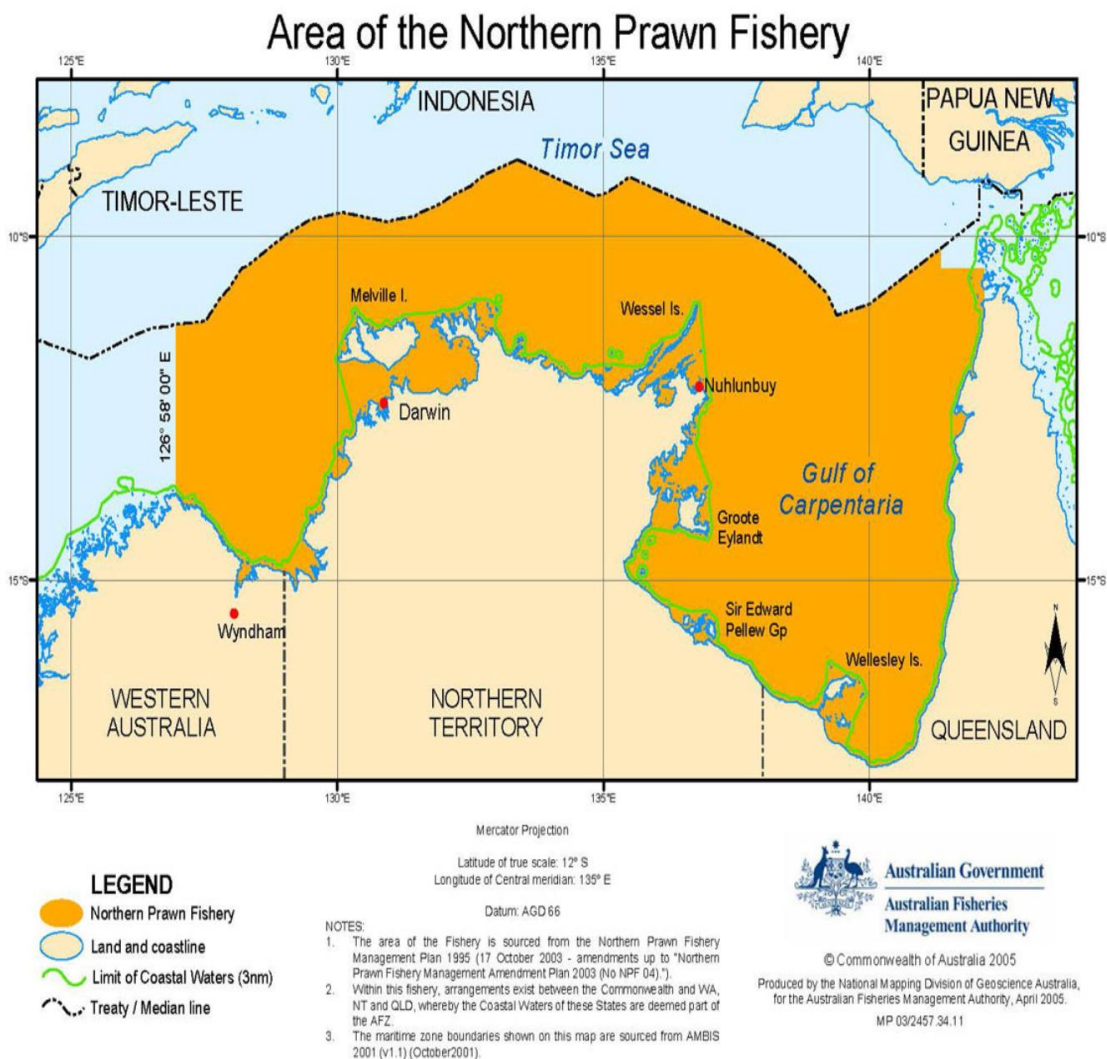 Area of the Northern Prawn Fishery
125°E
130°E
135°E
140°E
INDONESIA
PAPUA NEW
GUINEA
Timor Sea
TIMOR-LESTE
10°S
10°S
Melville I.
Wessel Is.
126° 58' 00" E
Nuhlunbuy
Darwin
Gulf of
Carpentaria
Groote
Eylandt
15°S
15°S
Wyndham
Sir Edward
Pellew Gp
Wellesley Is.
N
S
WESTERN
AUSTRALIA
NORTHERN
TERRITORY
QUEENSLAND
125°E
130°E
135°E
140°E
Mercator Projection
Latitude of true scale: 12° S
Longitude of Central meridian: 135° E
Datum: AGD 66
LEGEND
Northern Prawn Fishery
Land and coastline
Limit of Coastal Waters (3nm)
Treaty / Median line
NOTES:
1. The area of the Fishery is sourced from the Northern Prawn Fishery
Management Plan 1995 (17 October 2003 - amendments up to "Northern
Prawn Fishery Management Amendment Plan 2003 (No NPF 04).").
2. Within this fishery, arrangements exist between the Commonwealth and WA,
NT and QLD, whereby the Coastal Waters of these States are deemed part of
the AFZ.
3. The maritime zone boundaries shown on this map are sourced from AMBIS
2001 (v1.1) (October2001).
Australian Government
Australian Fisheries
Management Authority
© Commonwealth of Australia 2005
Produced by the National Mapping Division of Geoscience Australia,
for the Australian Fisheries Management Authority, April 2005.
MP 03/2457.34.11